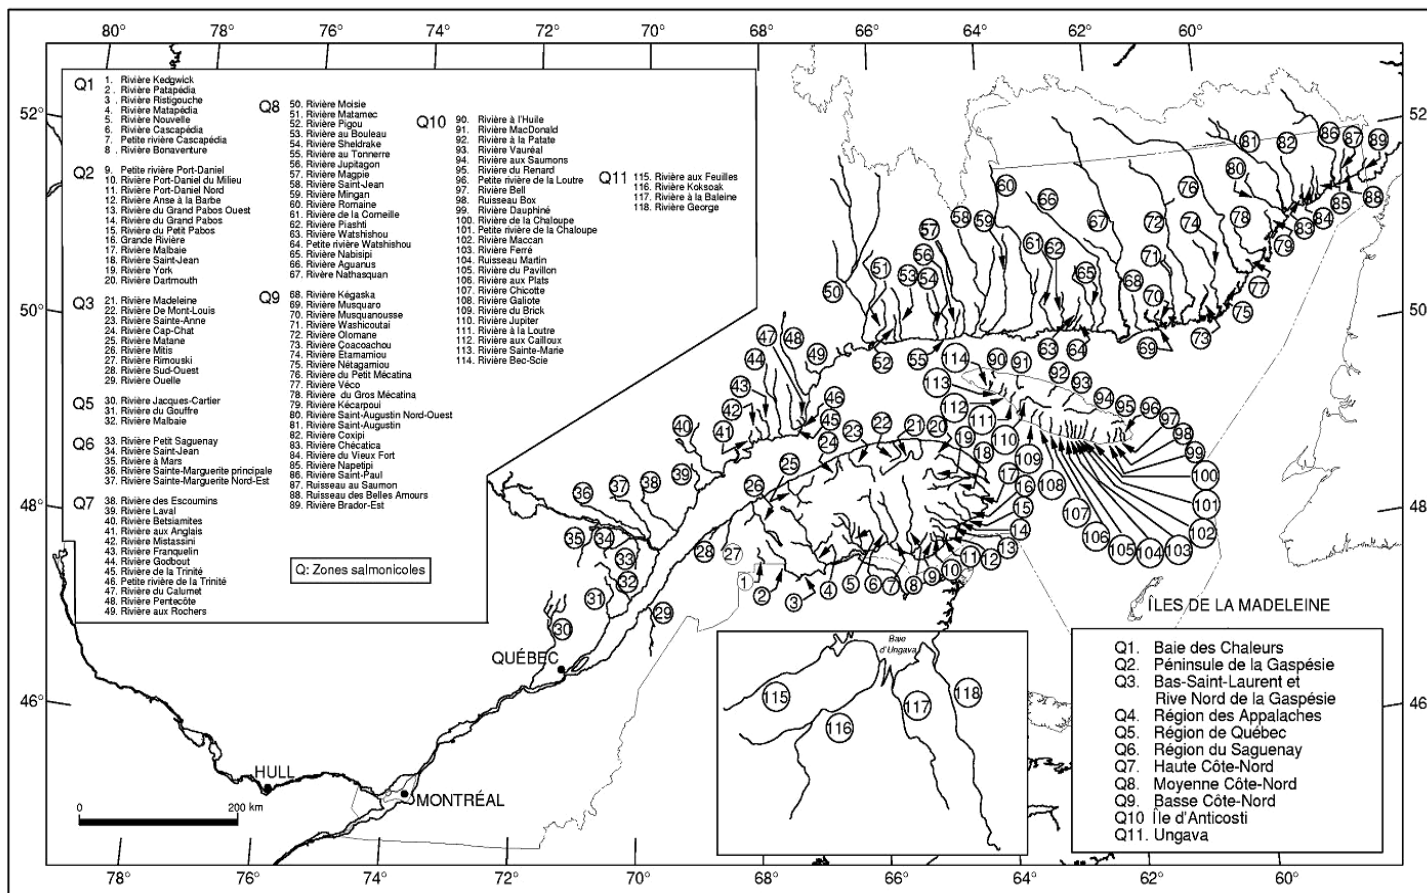 80° 78° 76° 74° 72° 70° 68° 66° 64° 62° 60°
52°
50°
48°
46°
52
50
48
46
Q1
1. Rivière Kedgwick
2. Rivière Patapédia
3. Rivière Ristigouche
4. Rivière Matapédia
5. Rivière Nouvelle
6. Rivière Cascapédia
7. Petite rivière Cascapédia
8. Rivière Bonaventure
Q2
9. Petite rivière Port-Daniel
10. Rivière Port-Daniel du Milieu
11. Rivière Port-Daniel Nord
12. Rivière Anse à la Barbe
13. Rivière du Grand Pabos Ouest
14. Rivière du Grand Pabos
15. Rivière du Petit Pabos
16. Grande Rivière
17. Rivière Malbaie
18. Rivière Saint-Jean
19. Rivière York
20. Rivière Dartmouth
Q3
21. Rivière Madeleine
22. Rivière De Mont-Louis
23. Rivière Sainte-Anne
24. Rivière Cap-Chat
25. Rivière Matane
26. Rivière Mitis
27. Rivière Rimouski
28. Rivière Sud-Ouest
29. Rivière Ouelle
Q5
30. Rivière Jacques-Cartier
31. Rivière du Gouffre
32. Rivière Malbaie
Q6
33. Rivière Petit Saguenay
34. Rivière Saint-Jean
35. Rivière à Mars
36. Rivière Sainte-Marguerite principale
37. Rivière Sainte-Marguerite Nord-Est
Q7
38. Rivière des Escoumins
39. Rivière Laval
40. Rivière Betsiamites
41. Rivière aux Anglais
42. Rivière Mistassini
43. Rivière Franquelin
44. Rivière Godbout
45. Rivière de la Trinité
46. Petite rivière de la Trinité
47. Rivière du Calumet
48. Rivière Pentecôte
49. Rivière aux Rochers
Q8
50. Rivière Moisie
51. Rivière Matamec
52. Rivière Pigou
53. Rivière au Bouleau
54. Rivière Sheldrake
55. Rivière au Tonnerre
56. Rivière Jupitagon
57. Rivière Magpie
58. Rivière Saint-Jean
59. Rivière Mingan
60. Rivière Romaine
61. Rivière de la Corneille
62. Rivière Piashti
63. Rivière Watshishou
64. Petite rivière Watshishou
65. Rivière Nabisipi
66. Rivière Aguanus
67. Rivière Nathasquan
Q9
68. Rivière Kégaska
69. Rivière Musquaro
70. Rivière Musquanousse
71. Rivière Washicoutai
72. Rivière Olomane
73. Rivière Coacoachou
74. Rivière Etamamiou
75. Rivière Nétagamiou
76. Rivière du Petit Mécatina
77. Rivière Véco
78. Rivière du Gros Mécatina
79. Rivière Kécarpoui
80. Rivière Saint-Augustin Nord-Ouest
81. Rivière Saint-Augustin
82. Rivière Coxipi
83. Rivière Chécatica
84. Rivière du Vieux Fort
85. Rivière Napetipi
86. Rivière Saint-Paul
87. Ruisseau au Saumon
88. Ruisseau des Belles Amours
89. Rivière Brador-Est
Q10
90. Rivière à l'Huile
91. Rivière MacDonald
92. Rivière à la Patate
93. Rivière Vauréal
94. Rivière aux Saumons
95. Rivière du Renard
96. Petite rivière de la Loutre
97. Rivière Bell
98. Ruisseau Box
99. Rivière Dauphiné
100. Rivière de la Chaloupe
101. Petite rivière de la Chaloupe
102. Rivière Maccan
103. Rivière Ferré
104. Ruisseau Martin
105. Rivière du Pavillon
106. Rivière aux Plats
107. Rivière Chicotte
108. Rivière Galiote
109. Rivière du Brick
110. Rivière Jupiter
111. Rivière à la Loutre
112. Rivière aux Cailloux
113. Rivière Sainte-Marie
114. Rivière Bec-Scie
Q11
115. Rivière aux Feuilles
116. Rivière Koksoak
117. Rivière à la Baleine
118. Rivière George
Q: Zones salmonicoles
QUÉBEC
HULL
MONTRÉAL
0 200 km
ÎLES DE LA MADELEINE
Baie
d'Ungava
115
116
117
118
Q1. Baie des Chaleurs
Q2. Péninsule de la Gaspésie
Q3. Bas-Saint-Laurent et
Rive Nord de la Gaspésie
Q4. Région des Appalaches
Q5. Région de Québec
Q6. Région du Saguenay
Q7. Haute Côte-Nord
Q8. Moyenne Côte-Nord
Q9. Basse Côte-Nord
Q10 Île d'Anticosti
Q11. Ungava
78° 76° 74° 72° 70° 68° 66° 64° 62° 60°